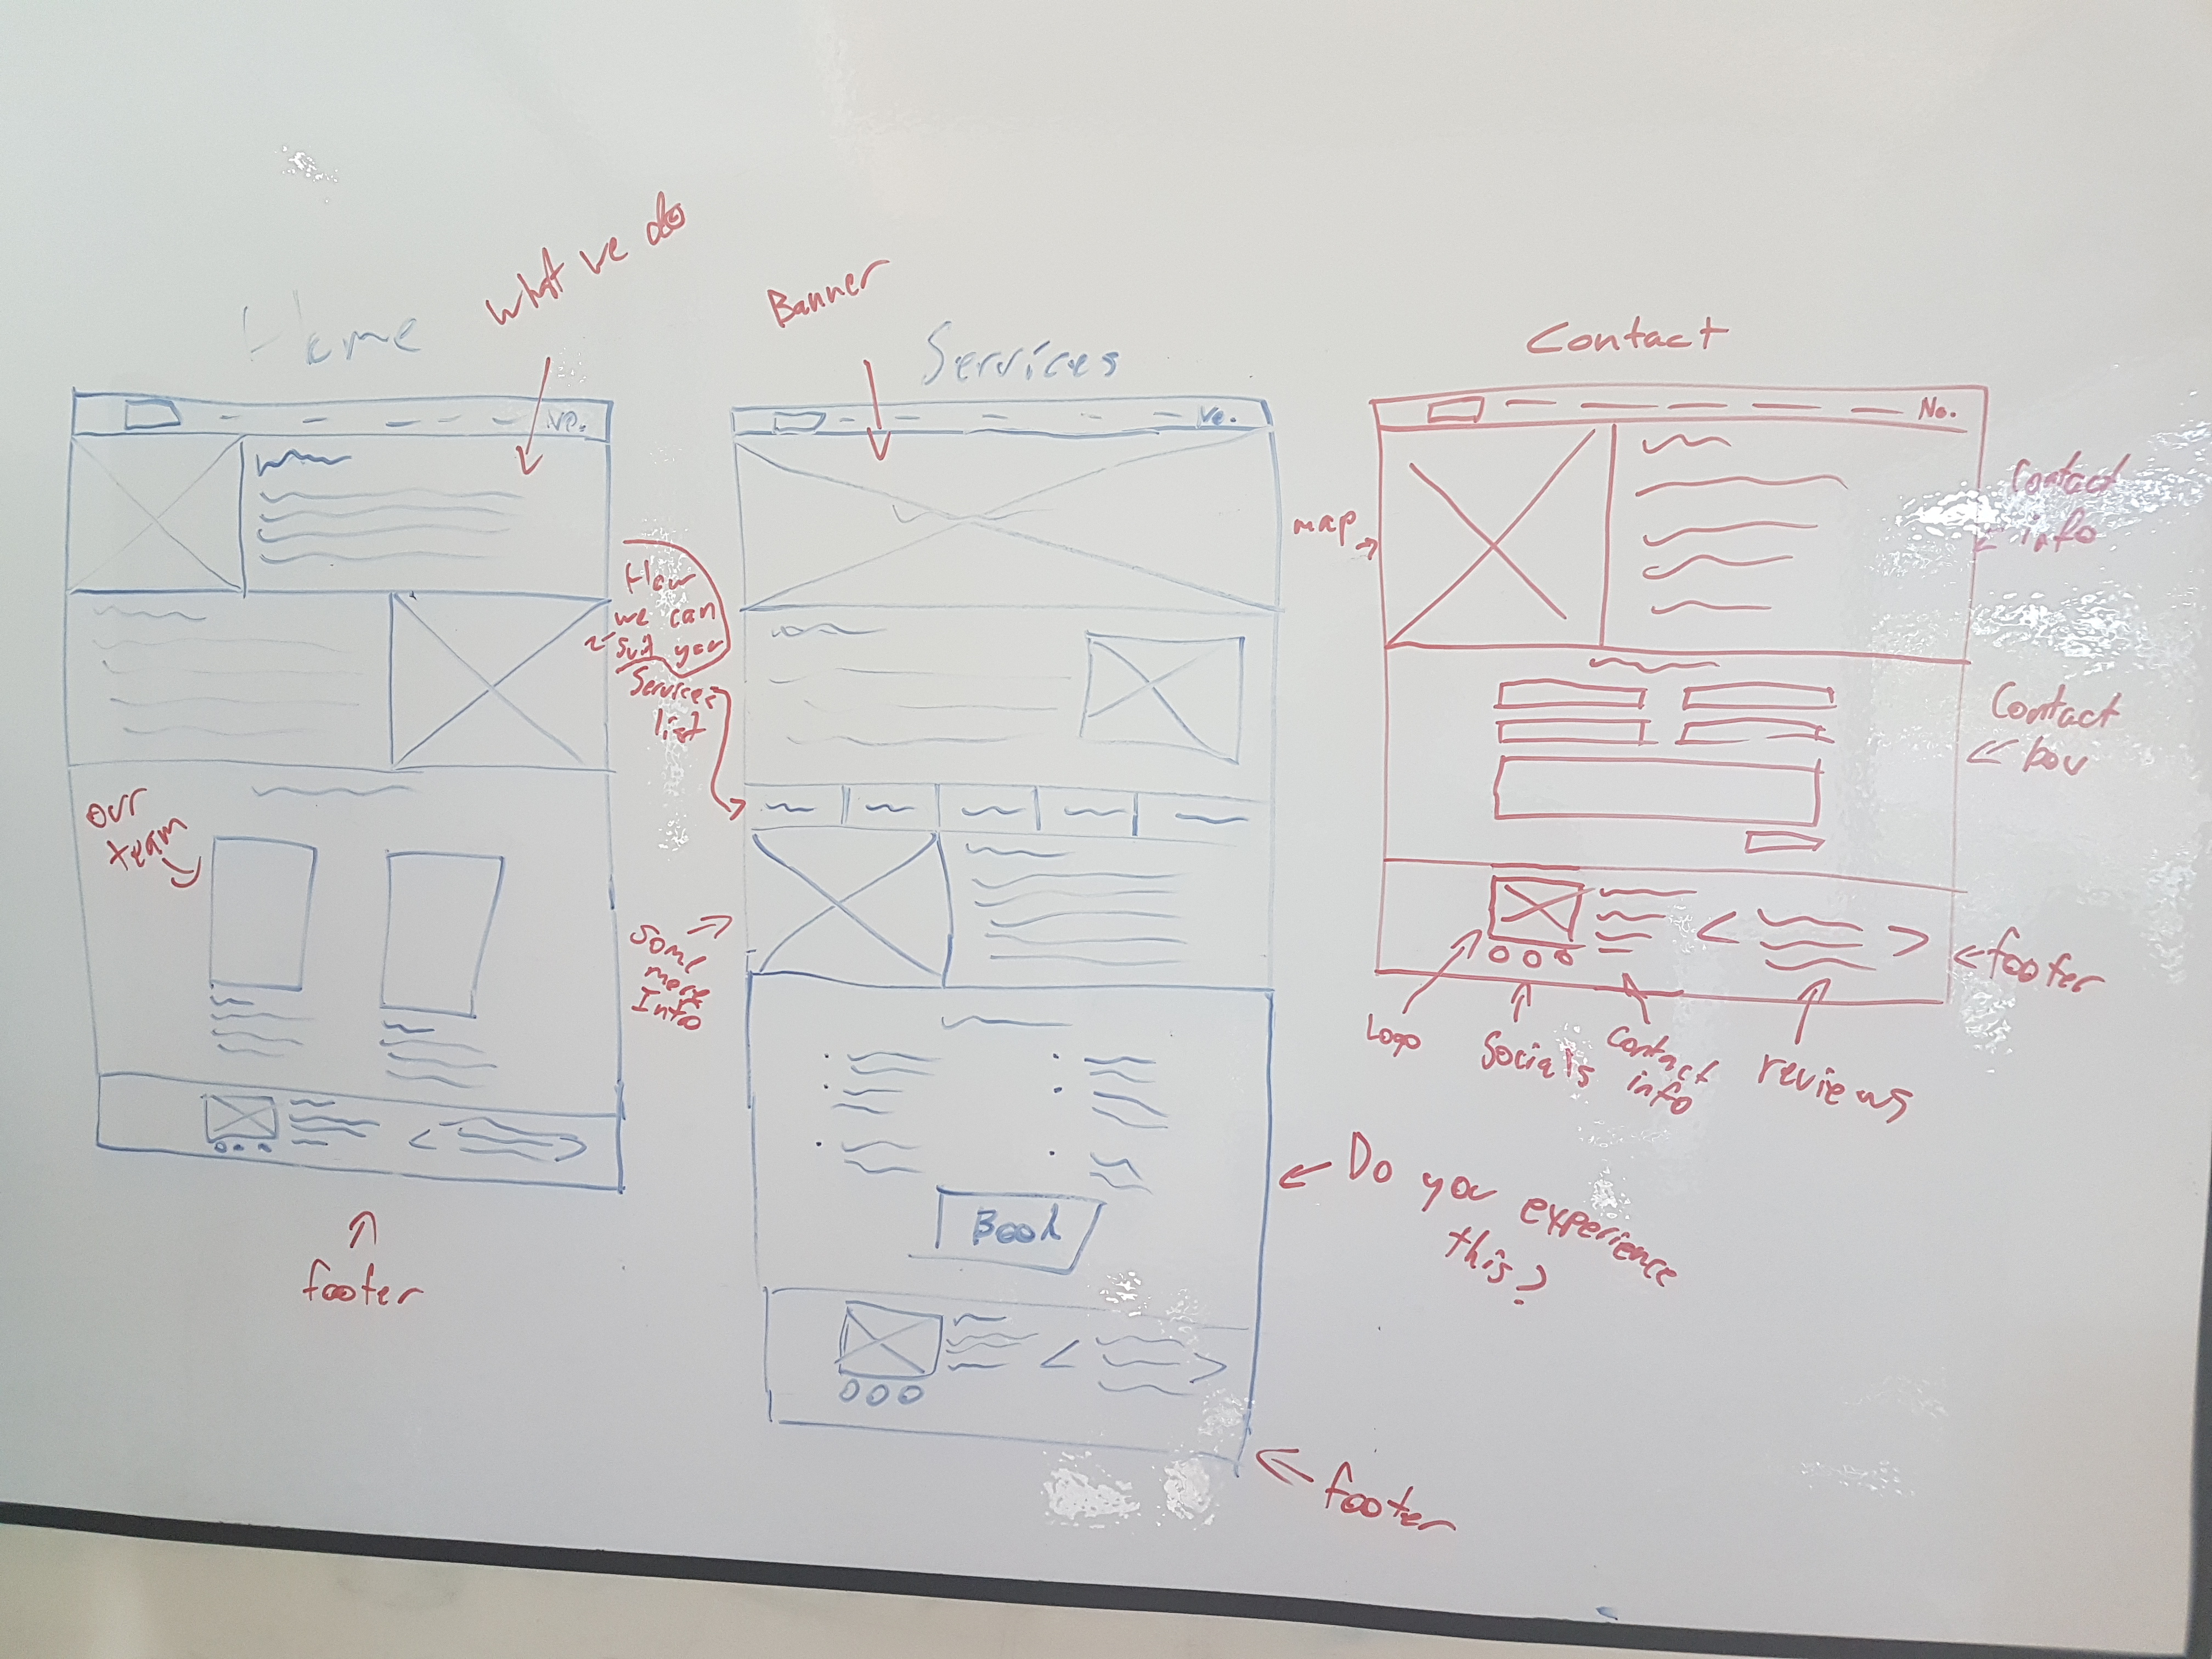 What we do
Banner
Home
Services
Contact
No.
How
we can
suit you
Services
list
map
Contact
info
Contact
box
Our
team
Some
more
Info
footer
Logo
Socials
Contact
info
reviews
Do you experience
this?
Book
footer
footer